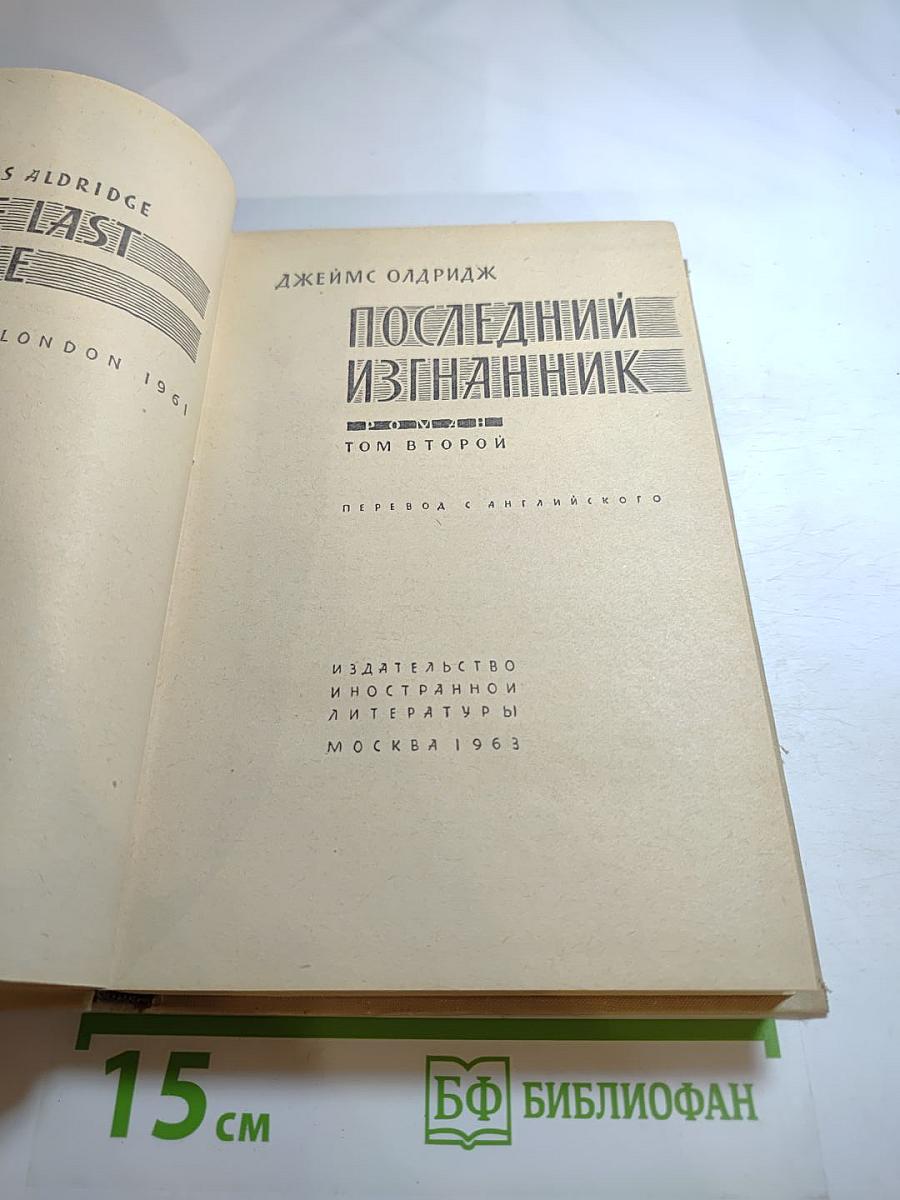 S ALDRIDGE
LAST
E
LONDON 1961
ДЖЕЙМС ОЛДРИДЖ
ПОСЛЕДНИЙ
ИЗГНАННИК
РОМАН
ТОМ ВТОРОЙ
ПЕРЕВОД С АНГЛИЙСКОГО
ИЗДАТЕЛЬСТВО
ИНОСТРАННОЙ
ЛИТЕРАТУРЫ
МОСКВА 1963
15 см
БФ БИБЛИОФАН